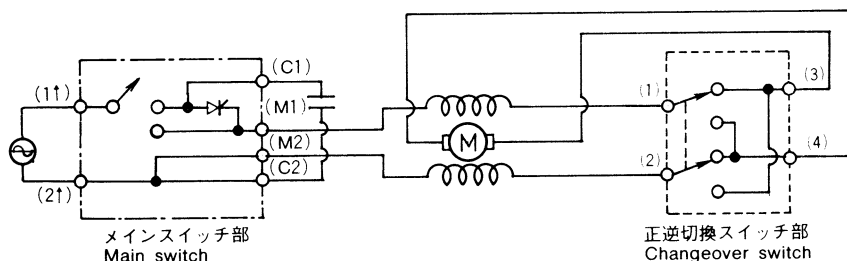 (C1)
(1↑)
(M1)
(1)
(3)
M
(M2)
(2)
(4)
(C2)
(2↑)
メインスイッチ部
Main switch
正逆切換スイッチ部
Changeover switch